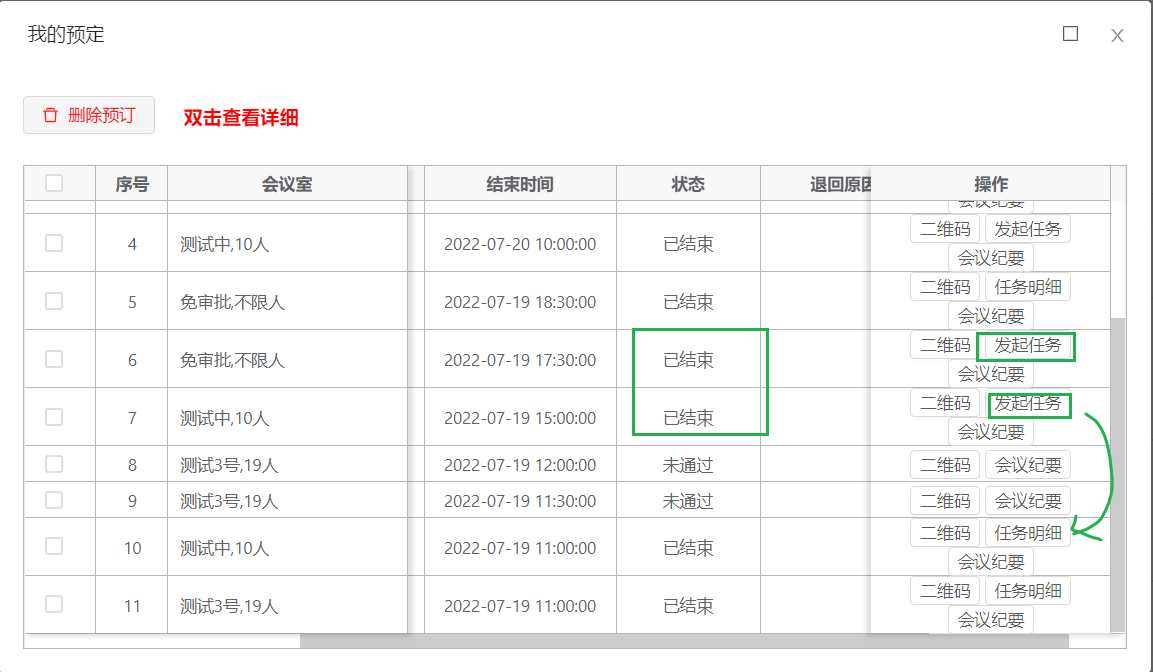 我的预定
删除预订 双击查看详细
序号 会议室 结束时间 状态 退回原因 操作
会议纪要
4 测试中,10人 2022-07-20 10:00:00 已结束 二维码 发起任务
会议纪要
5 免审批,不限人 2022-07-19 18:30:00 已结束 二维码 任务明细
会议纪要
6 免审批,不限人 2022-07-19 17:30:00 已结束 二维码 发起任务
会议纪要
7 测试中,10人 2022-07-19 15:00:00 已结束 二维码 发起任务
会议纪要
8 测试3号,19人 2022-07-19 12:00:00 未通过 二维码 会议纪要
9 测试3号,19人 2022-07-19 11:30:00 未通过 二维码 会议纪要
10 测试中,10人 2022-07-19 11:00:00 已结束 二维码 任务明细
会议纪要
11 测试3号,19人 2022-07-19 11:00:00 已结束 二维码 任务明细
会议纪要